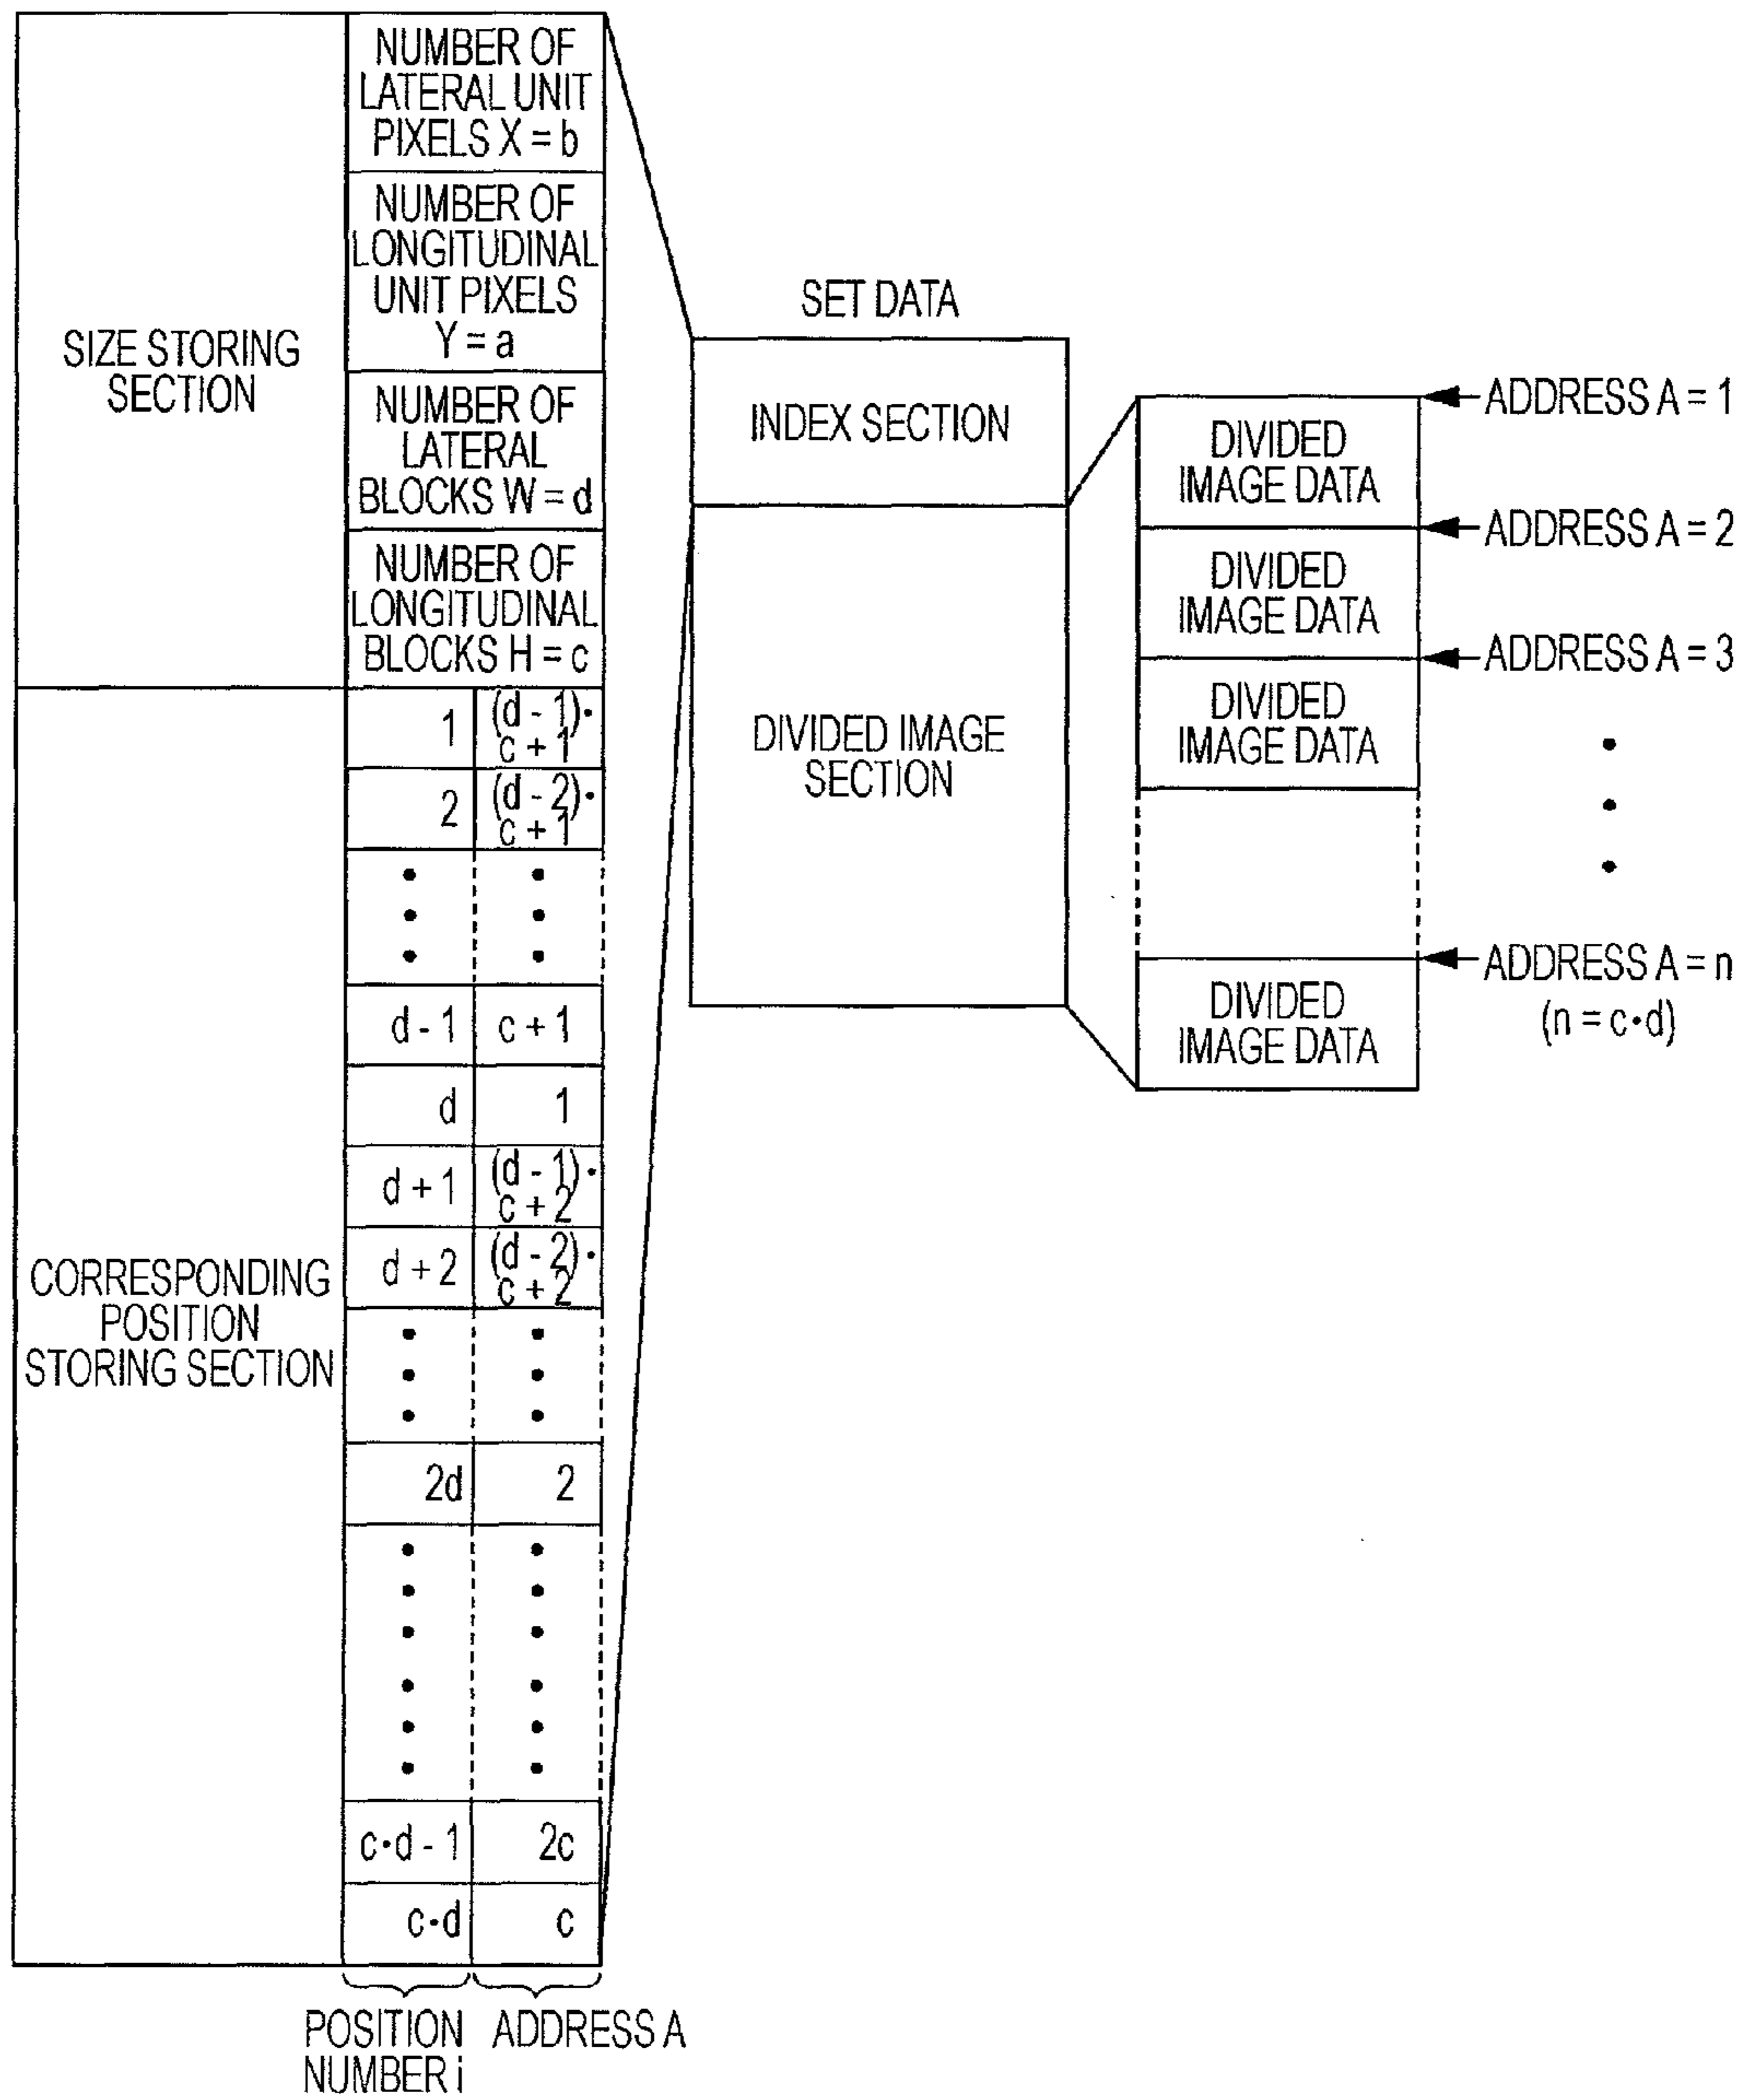 SIZE STORING
SECTION
NUMBER OF
LATERAL UNIT
PIXELS X = b
NUMBER OF
LONGITUDINAL
UNIT PIXELS
Y = a
NUMBER OF
LATERAL
BLOCKS W = d
NUMBER OF
LONGITUDINAL
BLOCKS H = c
CORRESPONDING
POSITION
STORING SECTION
1
(d - 1)•
c + 1
2
(d - 2)•
c + 1
d - 1
c + 1
d
1
d + 1
(d - 1)•
c + 2
d + 2
(d - 2)•
c + 2
2d
2
c•d - 1
2c
c•d
c
POSITION
NUMBER i
ADDRESS A
SET DATA
INDEX SECTION
DIVIDED IMAGE
SECTION
DIVIDED
IMAGE DATA
DIVIDED
IMAGE DATA
DIVIDED
IMAGE DATA
DIVIDED
IMAGE DATA
ADDRESS A = 1
ADDRESS A = 2
ADDRESS A = 3
ADDRESS A = n
(n = c•d)